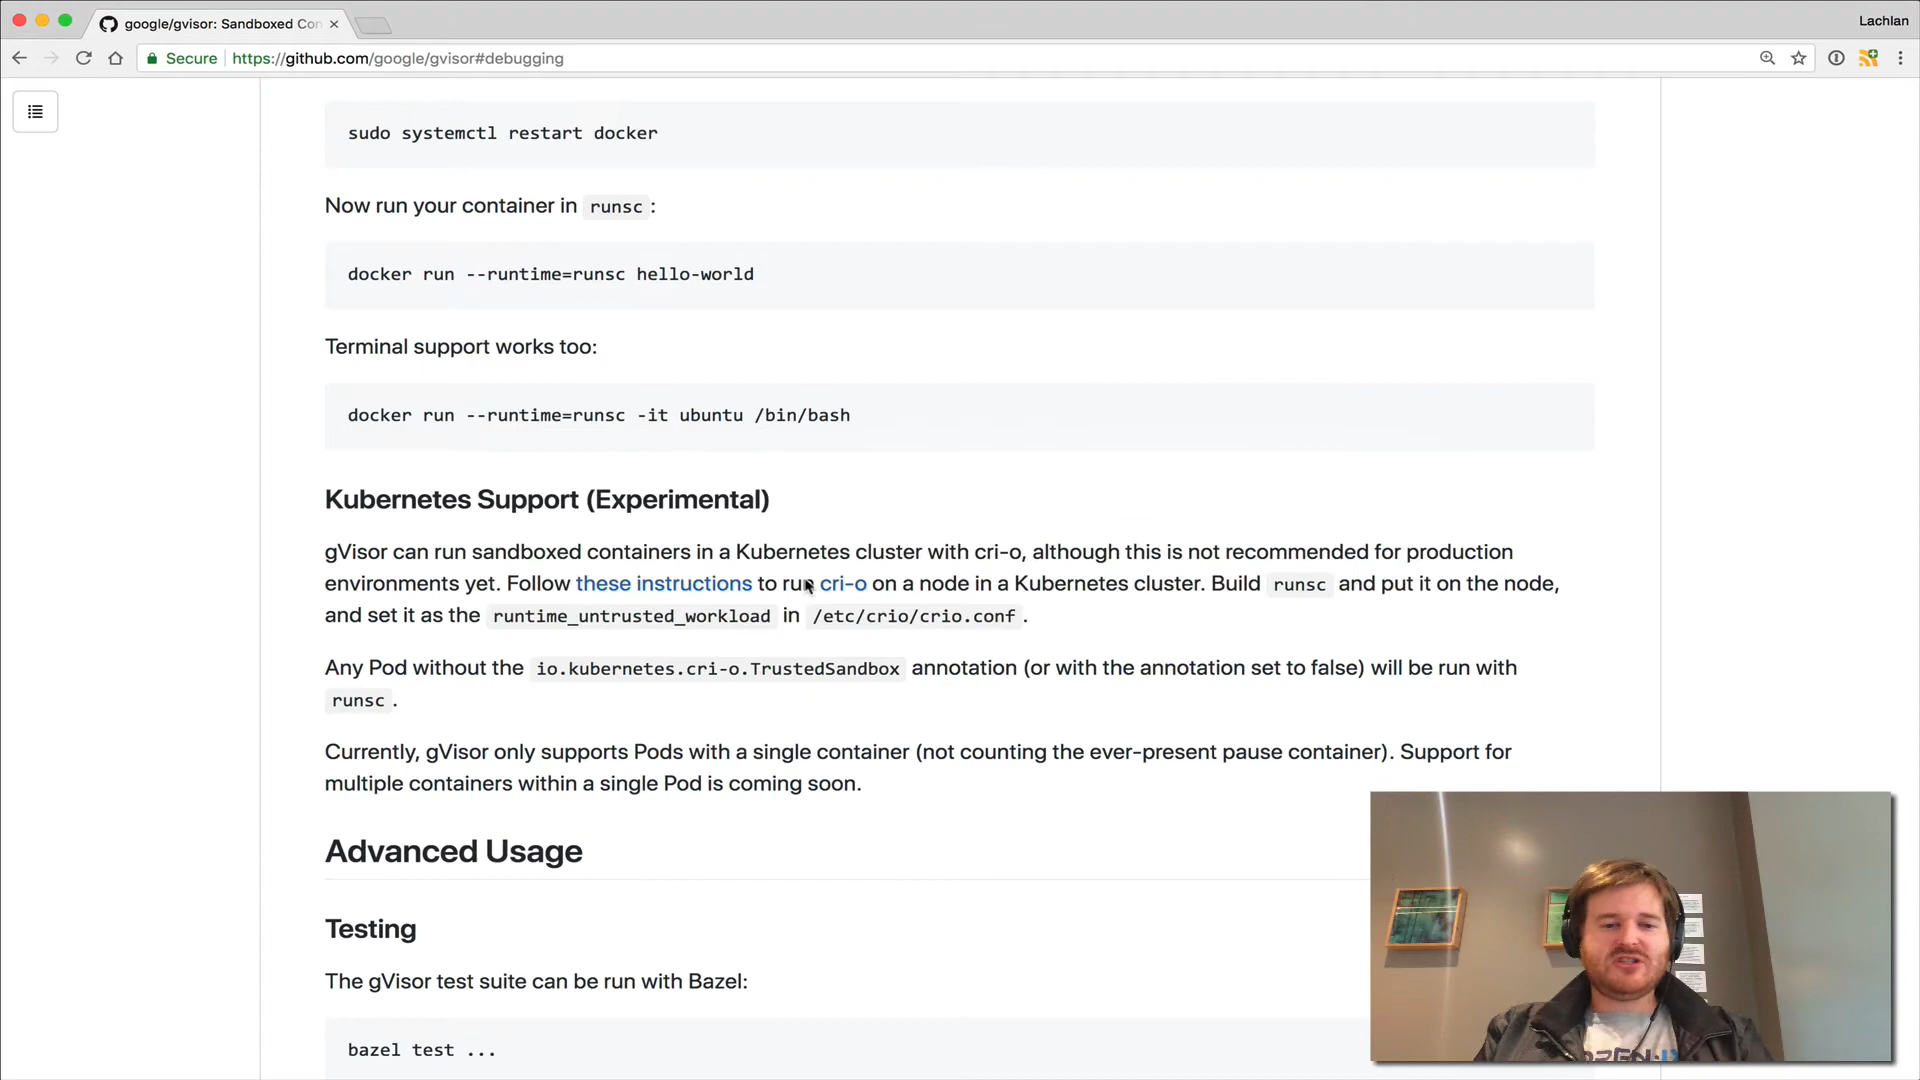 google/gvisor: Sandboxed Con
Lachlan
Secure
https://github.com/google/gvisor#debugging
sudo systemctl restart docker
Now run your container in runsc :
docker run --runtime=runsc hello-world
Terminal support works too:
docker run --runtime=runsc -it ubuntu /bin/bash
Kubernetes Support (Experimental)
gVisor can run sandboxed containers in a Kubernetes cluster with cri-o, although this is not recommended for production
environments yet. Follow these instructions to run cri-o on a node in a Kubernetes cluster. Build runsc and put it on the node,
and set it as the runtime_untrusted_workload in /etc/crio/crio.conf .
Any Pod without the io.kubernetes.cri-o.TrustedSandbox annotation (or with the annotation set to false) will be run with
runsc .
Currently, gVisor only supports Pods with a single container (not counting the ever-present pause container). Support for
multiple containers within a single Pod is coming soon.
Advanced Usage
Testing
The gVisor test suite can be run with Bazel:
bazel test ...